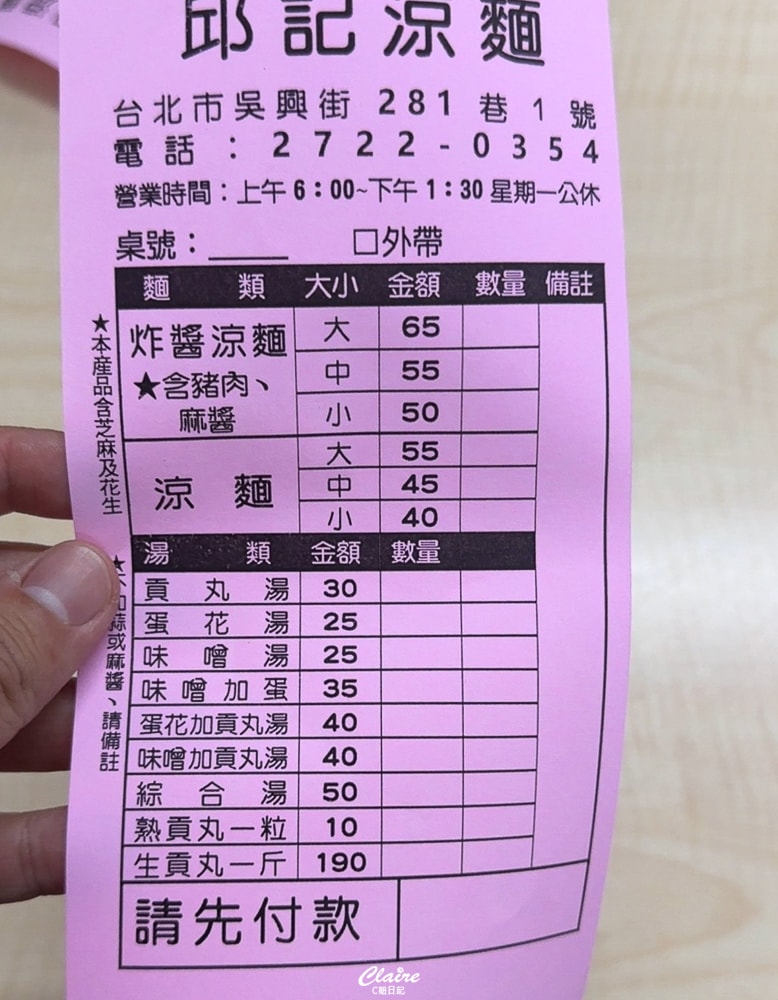 邱記涼麵
台北市吳興街 281 巷 1 號
電話：2722-0354
營業時間：上午 6：00~下午 1：30 星期一公休
桌號：____ □外帶
麵類 大小 金額 數量 備註
炸醬涼麵 大 65
★含豬肉、麻醬 中 55
小 50
涼麵 大 55
中 45
小 40
湯類 金額 數量
貢丸湯 30
蛋花湯 25
味噌湯 25
味噌加蛋 35
蛋花加貢丸湯 40
味噌加貢丸湯 40
綜合湯 50
熟貢丸一粒 10
生貢丸一斤 190
請先付款
★本產品含芝麻及花生
蒜或麻醬、請備註
Claire
C聽日記